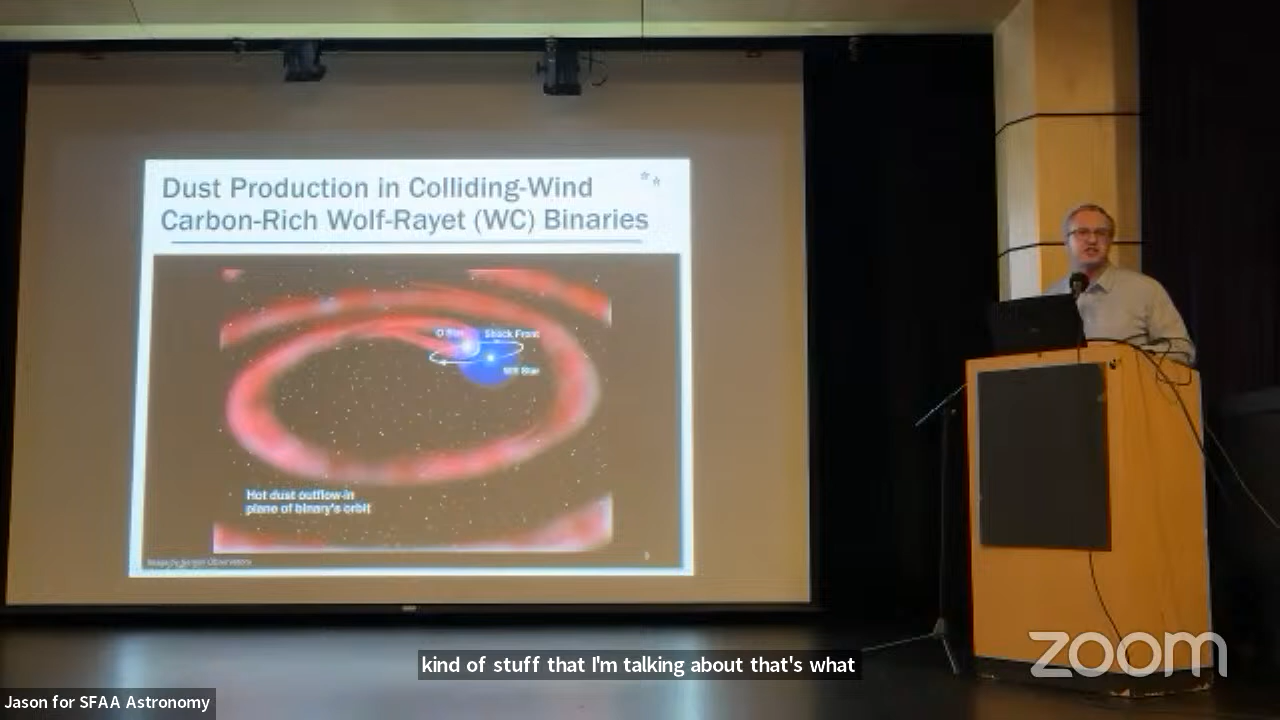 Dust Production in Colliding-Wind
Carbon-Rich Wolf-Rayet (WC) Binaries
O Star
Shock Front
WR Star
Hot dust outflow in
plane of binary's orbit
kind of stuff that I'm talking about that's what
zoom
Jason for SFAA Astronomy